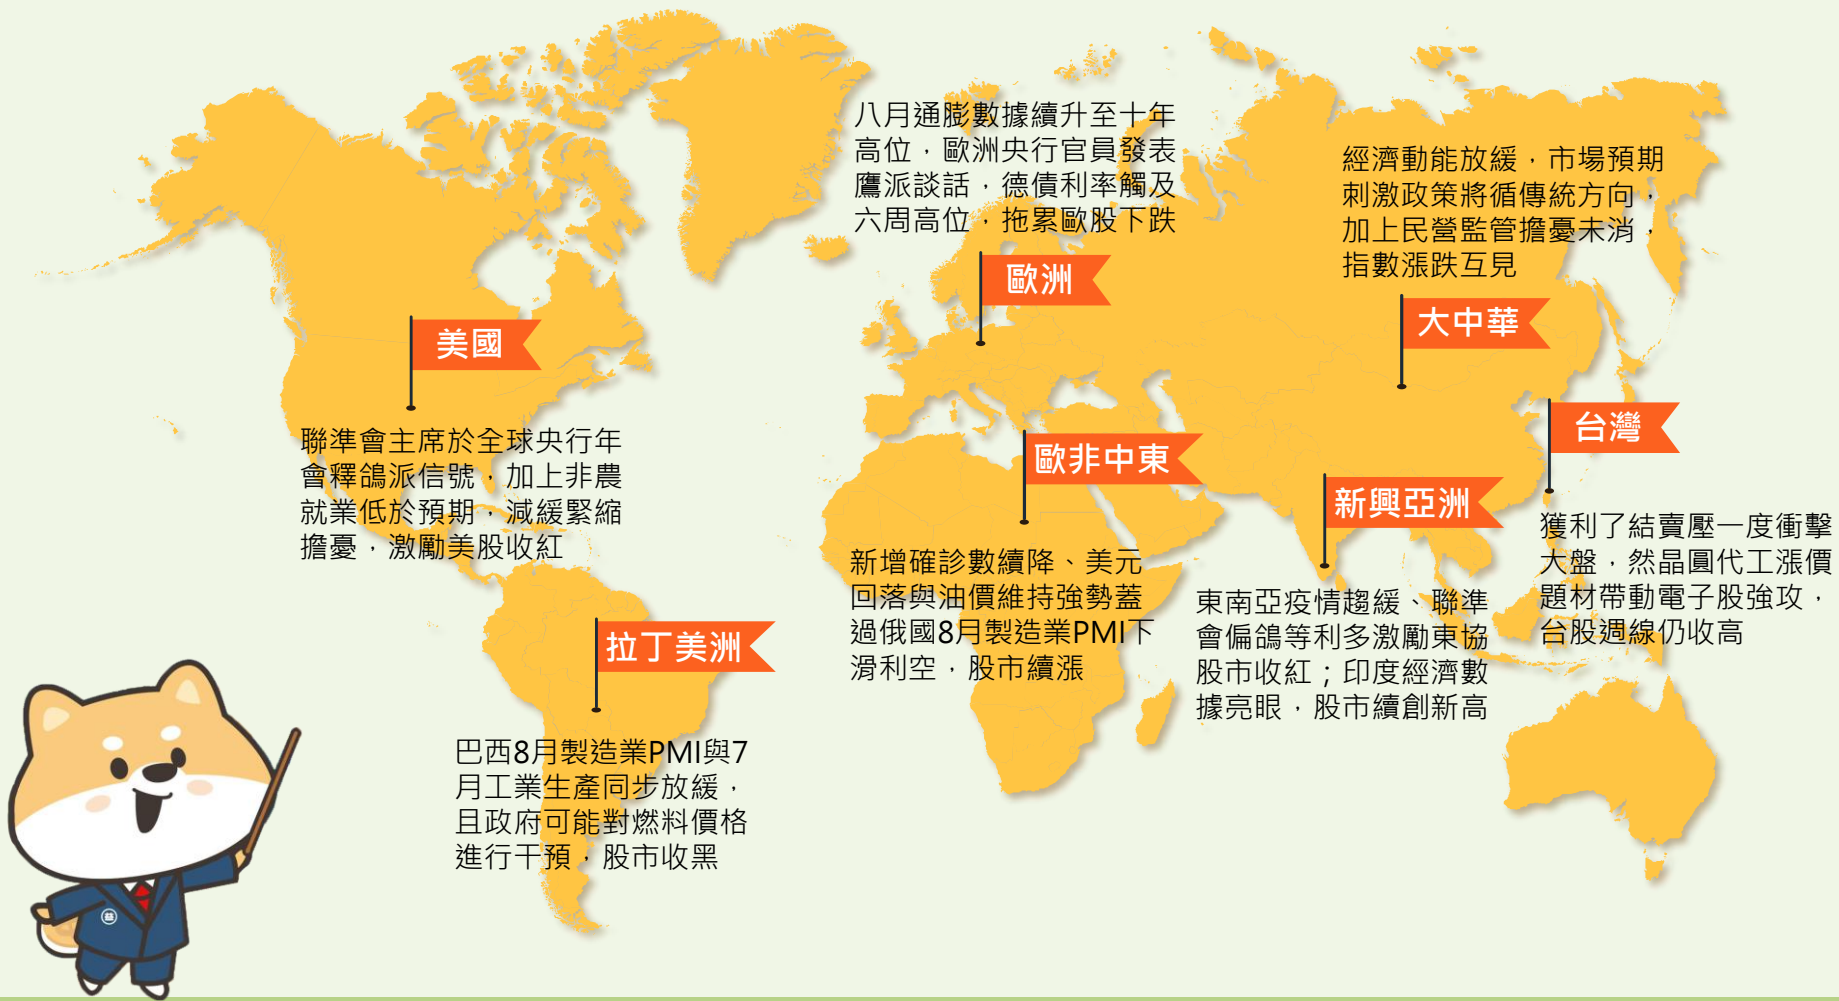 八月通膨數據續升至十年
高位，歐洲央行官員發表
鷹派談話，德債利率觸及
六周高位，拖累歐股下跌
歐洲
經濟動能放緩，市場預期
刺激政策將循傳統方向，
加上民營監管擔憂未消，
指數漲跌互見
大中華
美國
聯準會主席於全球央行年
會釋鴿派信號，加上非農
就業低於預期，減緩緊縮
擔憂，激勵美股收紅
歐非中東
新增確診數續降、美元
回落與油價維持強勢蓋
過俄國8月製造業PMI下
滑利空，股市續漲
台灣
獲利了結賣壓一度衝擊
大盤，然晶圓代工漲價
題材帶動電子股強攻，
台股週線仍收高
新興亞洲
東南亞疫情趨緩、聯準
會偏鴿等利多激勵東協
股市收紅；印度經濟數
據亮眼，股市續創新高
拉丁美洲
巴西8月製造業PMI與7
月工業生產同步放緩，
且政府可能對燃料價格
進行干預，股市收黑